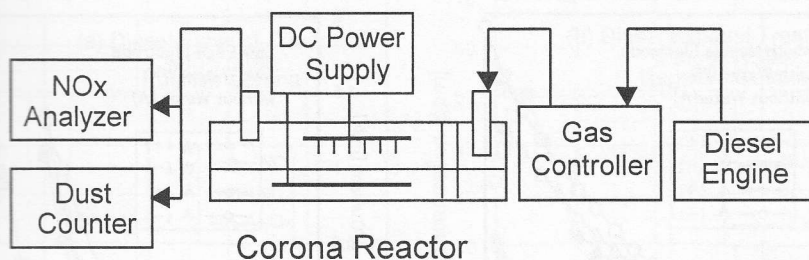 DC Power
Supply
NOx
Analyzer
Dust
Counter
Gas
Controller
Diesel
Engine
Corona Reactor